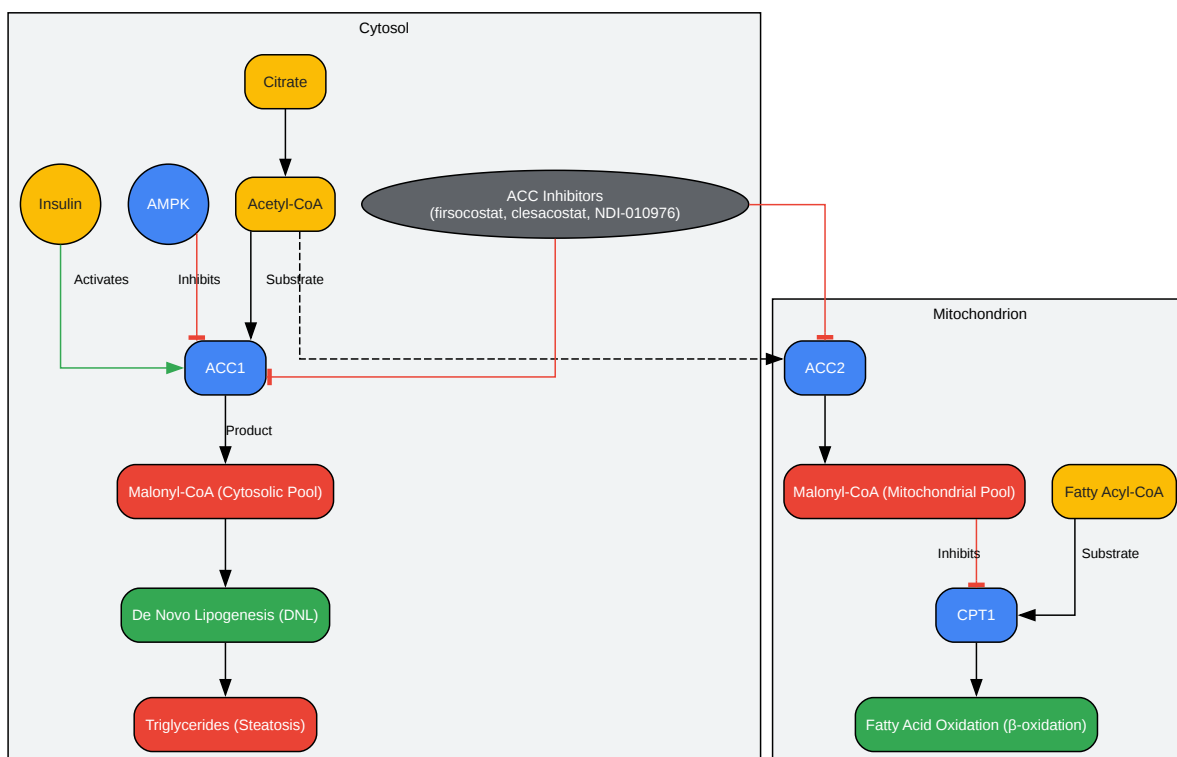 Cytosol
Citrate
Insulin
AMPK
Acetyl-CoA
ACC Inhibitors
(firsocostat, clesacostat, NDI-010976)
Activates
Inhibits
Substrate
Mitochondrion
ACC1
ACC2
Product
Malonyl-CoA (Cytosolic Pool)
Malonyl-CoA (Mitochondrial Pool)
Fatty Acyl-CoA
Inhibits
Substrate
De Novo Lipogenesis (DNL)
CPT1
Triglycerides (Steatosis)
Fatty Acid Oxidation (β-oxidation)